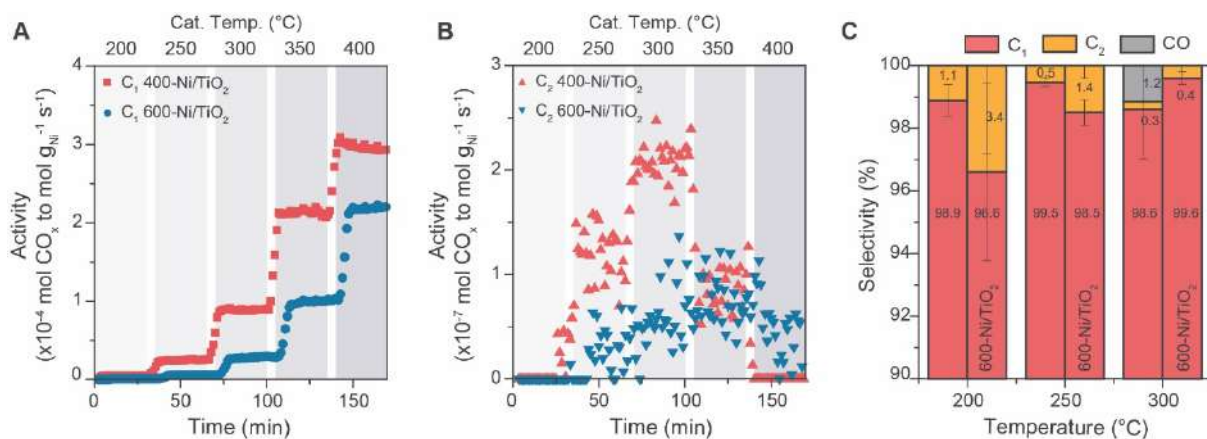 A
Cat. Temp. (°C)
200 250 300 350 400
C₁ 400-Ni/TiO₂
C₁ 600-Ni/TiO₂
Activity
(x10⁻⁴ mol COₓ to mol g_Ni⁻¹ s⁻¹)
4
3
2
1
0
0 50 100 150
Time (min)
B
Cat. Temp. (°C)
200 250 300 350 400
C₂ 400-Ni/TiO₂
C₂ 600-Ni/TiO₂
Activity
(x10⁻⁷ mol COₓ to mol g_Ni⁻¹ s⁻¹)
3
2
1
0
0 50 100 150
Time (min)
C
C₁ C₂ CO
Selectivity (%)
100
98
96
94
92
90
1.1 3.4 0.5 1.4 1.2 0.3 0.4
98.9 96.6 99.5 98.5 98.6 99.6
600-Ni/TiO₂ 600-Ni/TiO₂ 600-Ni/TiO₂
200 250 300
Temperature (°C)